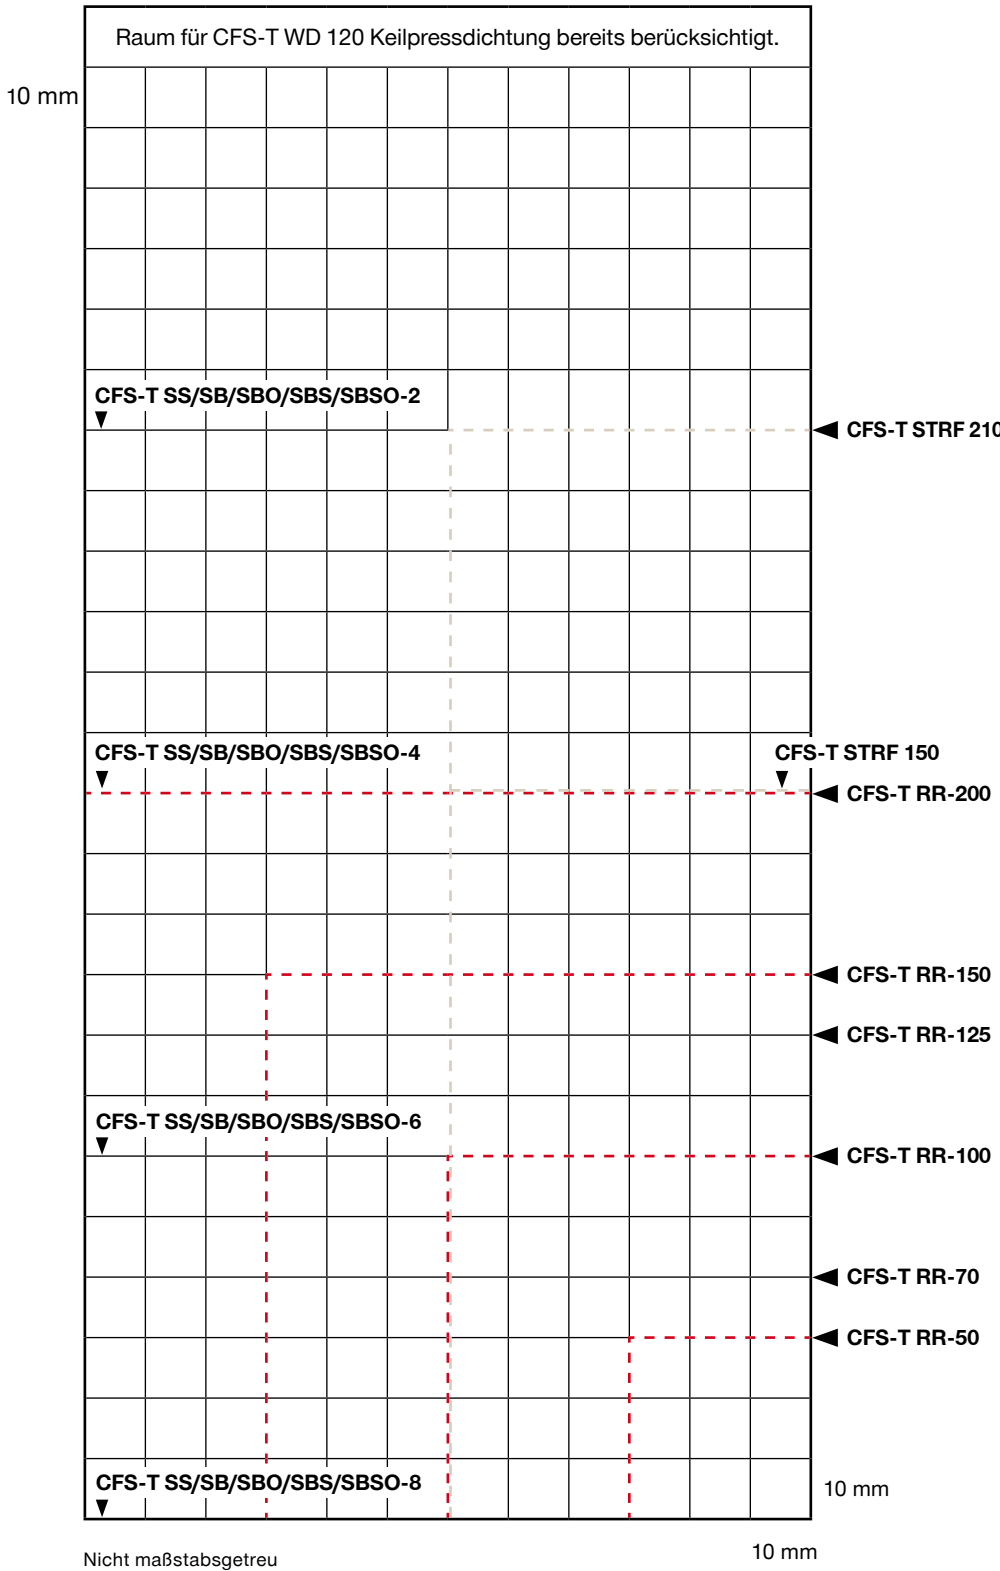 Raum für CFS-T WD 120 Keilpressdichtung bereits berücksichtigt.
10 mm
CFS-T SS/SB/SBO/SBS/SBSO-2
CFS-T STRF 210
CFS-T SS/SB/SBO/SBS/SBSO-4
CFS-T STRF 150
CFS-T RR-200
CFS-T RR-150
CFS-T RR-125
CFS-T SS/SB/SBO/SBS/SBSO-6
CFS-T RR-100
CFS-T RR-70
CFS-T RR-50
CFS-T SS/SB/SBO/SBS/SBSO-8
10 mm
10 mm
Nicht maßstabsgetreu